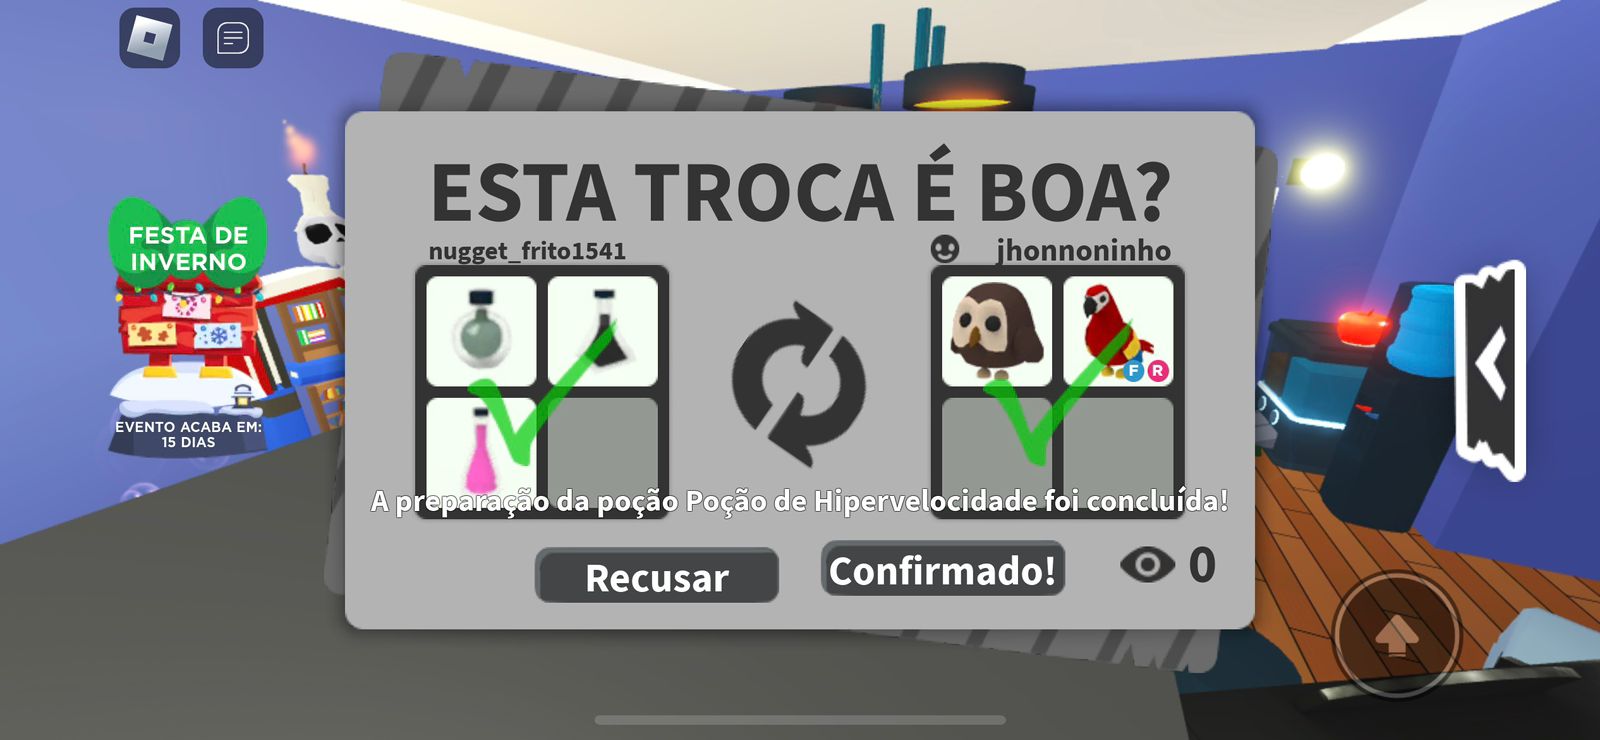 ESTA TROCA É BOA?
nugget_frito1541
jhonnoninho
FESTA DE
INVERNO
EVENTO ACABA EM:
15 DIAS
F R
A preparação da poção Poção de Hipervelocidade foi concluída!
Recusar
Confirmado!
0